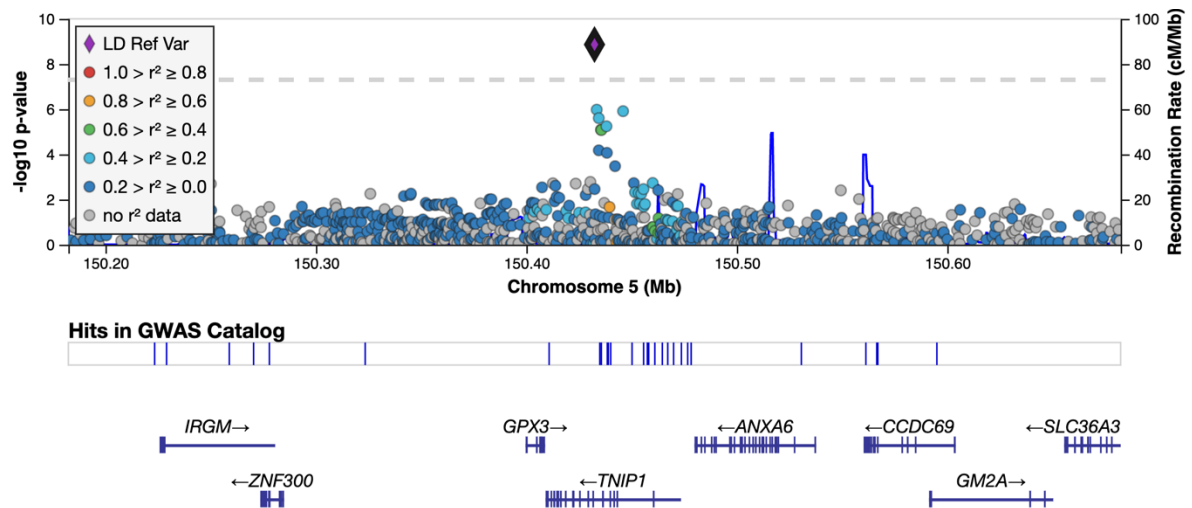 10
100
LD Ref Var
1.0 > r² ≥ 0.8
8
80
0.8 > r² ≥ 0.6
6
60
0.6 > r² ≥ 0.4
4
40
0.4 > r² ≥ 0.2
0.2 > r² ≥ 0.0
2
20
no r² data
0
0
-log10 p-value
Recombination Rate (cM/Mb)
150.20 150.30 150.40 150.50 150.60
Chromosome 5 (Mb)
Hits in GWAS Catalog
IRGM→ GPX3→ ←ANXA6 ←CCDC69 ←SLC36A3
←ZNF300 ←TNIP1 GM2A→